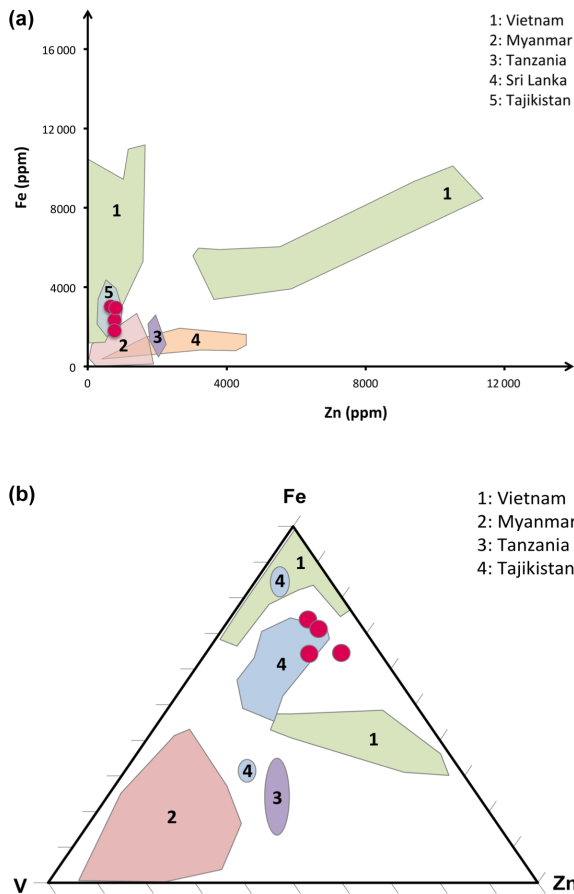 (a)
1: Vietnam
2: Myanmar
3: Tanzania
4: Sri Lanka
5: Tajikistan
Fe (ppm)
16 000
12 000
8000
4000
0
1
1
5
2
3
4
0
4000
8000
12 000
Zn (ppm)
(b)
Fe
1: Vietnam
2: Myanmar
3: Tanzania
4: Tajikistan
1
4
4
1
4
3
2
V
Zn